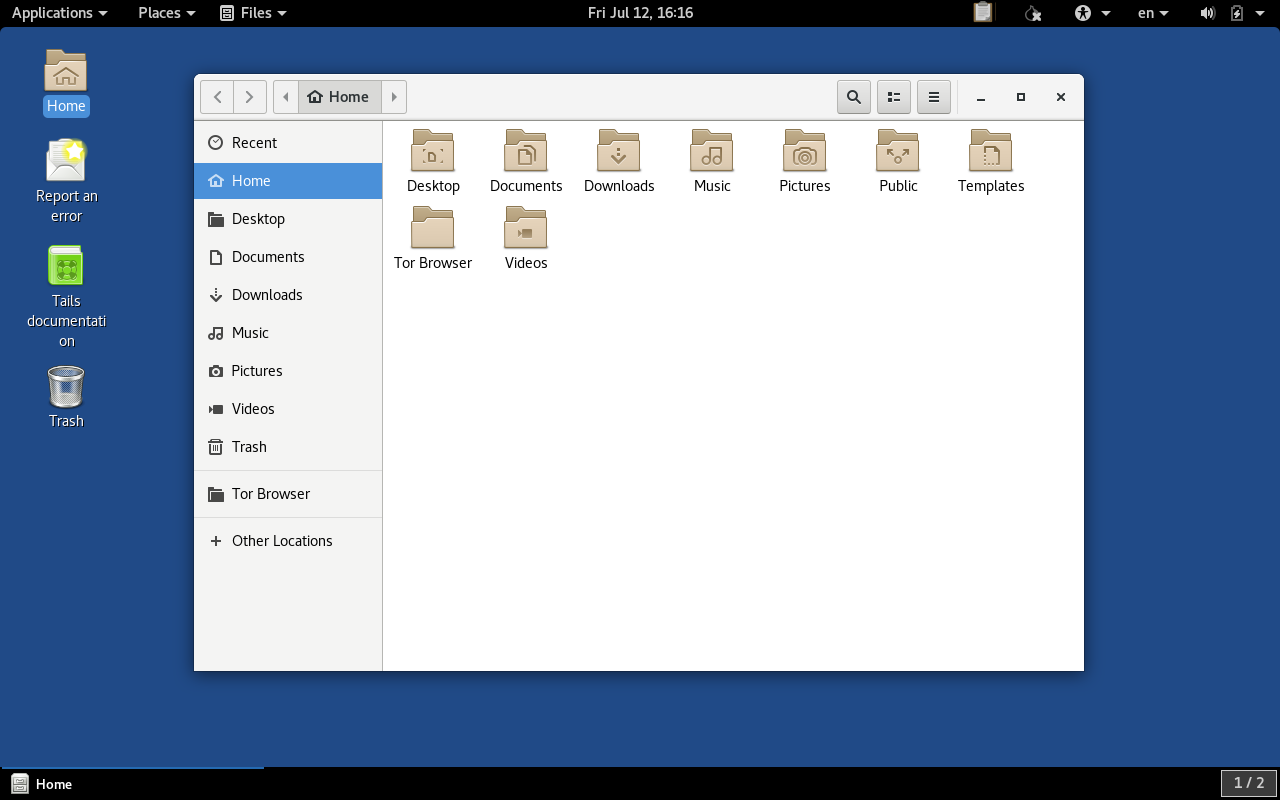 Applications Places Files Fri Jul 12, 16:16 en
Home
Report an
error
Tails
documentati
on
Trash
Home
Recent
Home
Desktop
Documents
Downloads
Music
Pictures
Videos
Trash
Tor Browser
Other Locations
Desktop Documents Downloads Music Pictures Public Templates
Tor Browser Videos
Home 1 / 2